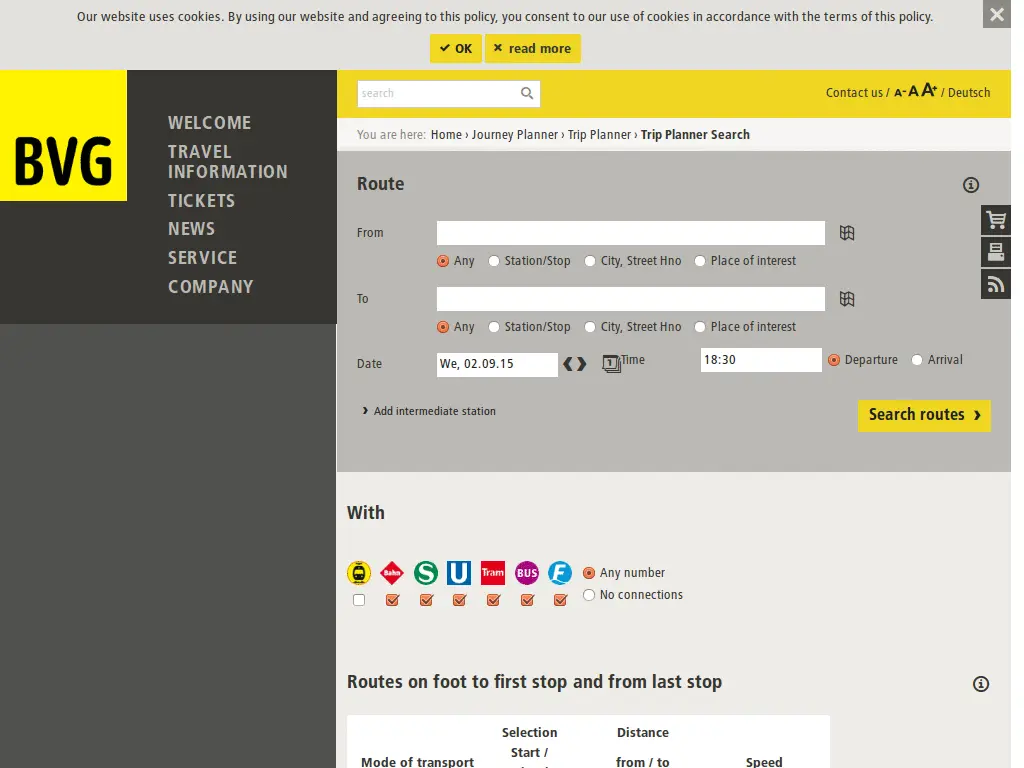 Our website uses cookies. By using our website and agreeing to this policy, you consent to our use of cookies in accordance with the terms of this policy.
OK read more
BVG
WELCOME
TRAVEL
INFORMATION
TICKETS
NEWS
SERVICE
COMPANY
search
Contact us / A- A A+ / Deutsch
You are here: Home › Journey Planner › Trip Planner › Trip Planner Search
Route
From
Any Station/Stop City, Street Hno Place of interest
To
Any Station/Stop City, Street Hno Place of interest
Date We, 02.09.15 1 Time 18:30 Departure Arrival
Add intermediate station
Search routes
With
Bahn S U Tram BUS F Any number
No connections
Routes on foot to first stop and from last stop
Selection Distance
Start /
Mode of transport from / to Speed